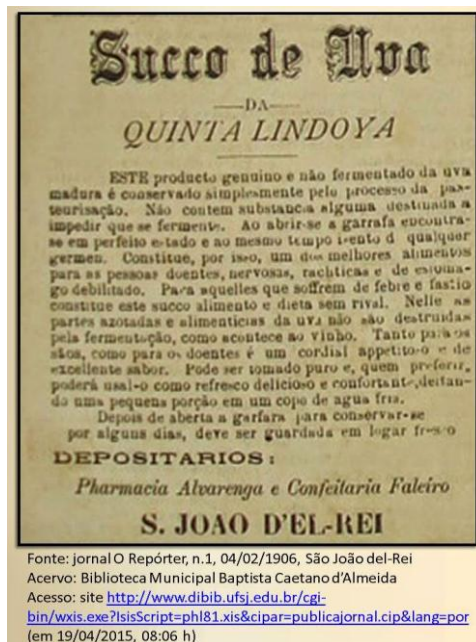 Succo de Uva
DA
QUINTA LINDOYA
ESTE producto genuino e não fermentado da uva
madura é conservado simplesmente pelo processo da pas-
teurisação. Não contem substancia alguma destinada a
impedir que se fermente. Ao abrir-se a garrafa encontra-
se em perfeito estado e ao mesmo tempo isento d qualquer
germen. Constitue, por isso, um dos melhores alimentos
para as pessoas doentes, nervosas, rachiticas e de estoma-
go debilitado. Para aquelles que soffrem de febre e fastio
constitue este succo alimento e dieta sem rival. Nelle as
partes azotadas e alimenticias da uva não são destruidas
pela fermentoção, como acontece ao vinho. Tanto para os
sãos, como para os doentes é um cordial appetitoso e de
excellente sabor. Pode ser tomado puro e, quem preferir,
poderá usal-o como refresco delicioso e confortante, deitan-
do uma pequena porção em um copo de agua fria.
Depois de aberta a garfara para conservar-se
por alguns dias, deve ser guardada em logar fresco
DEPOSITARIOS:
Pharmacia Alvarenga e Confeitaria Faleiro
S. JOAO D'EL-REI
Fonte: jornal O Repórter, n.1, 04/02/1906, São João del-Rei
Acervo: Biblioteca Municipal Baptista Caetano d'Almeida
Acesso: site http://www.dibib.ufsj.edu.br/cgi-
bin/wxis.exe?IsisScript=phl81.xis&cipar=publicajornal.cip&lang=por
(em 19/04/2015, 08:06 h)